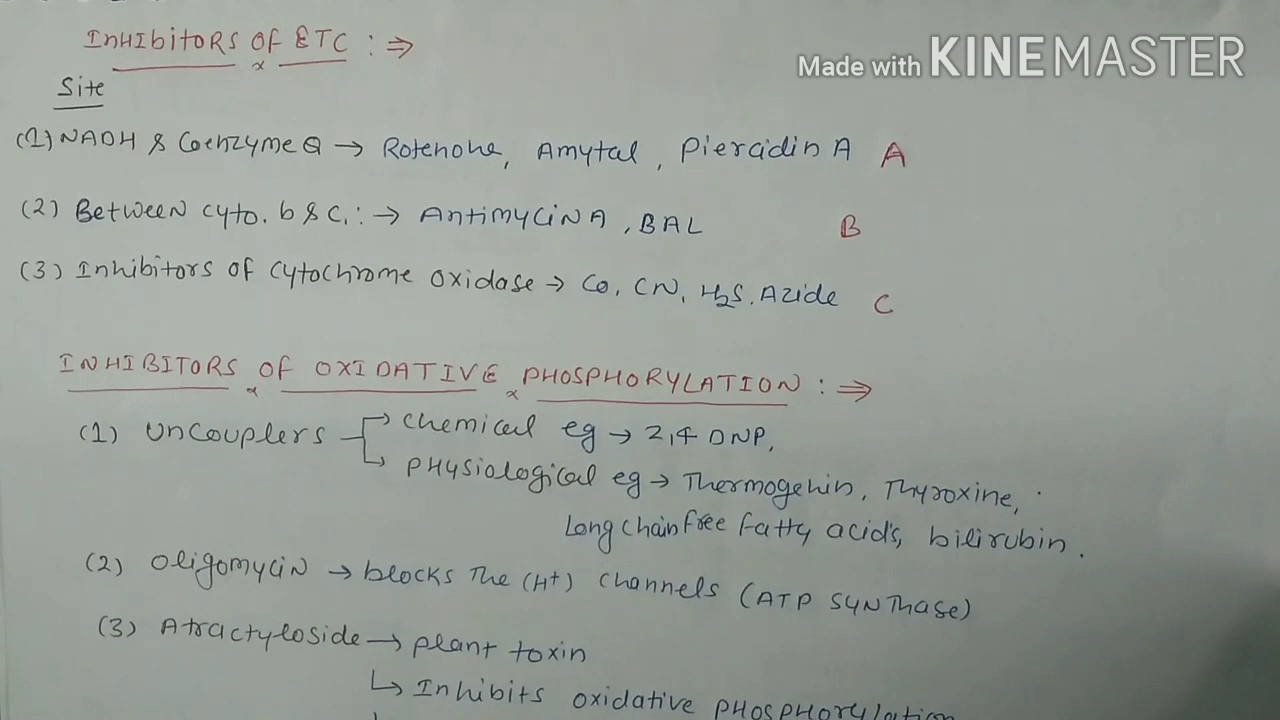 INHIBITORS OF ETC : ⇒
Made with KINEMASTER
Site
(1) NADH & Coenzyme Q → Rotenone, Amytal, Pieracidin A A
(2) Between cyto. b & c₁ : → Antimycin A, BAL B
(3) Inhibitors of cytochrome oxidase → Co, CN, H₂S. Azide C
INHIBITORS OF OXIDATIVE PHOSPHORYLATION : ⇒
(1) Uncouplers → chemical eg → 2,4 DNP,
→ Physiological eg → Thermogenin, Thyroxine,
Long chain free fatty acids, bilirubin.
(2) Oligomycin → blocks the (H⁺) channels (ATP synthase)
(3) Atractyloside → plant toxin
↳ Inhibits oxidative phosphorylation